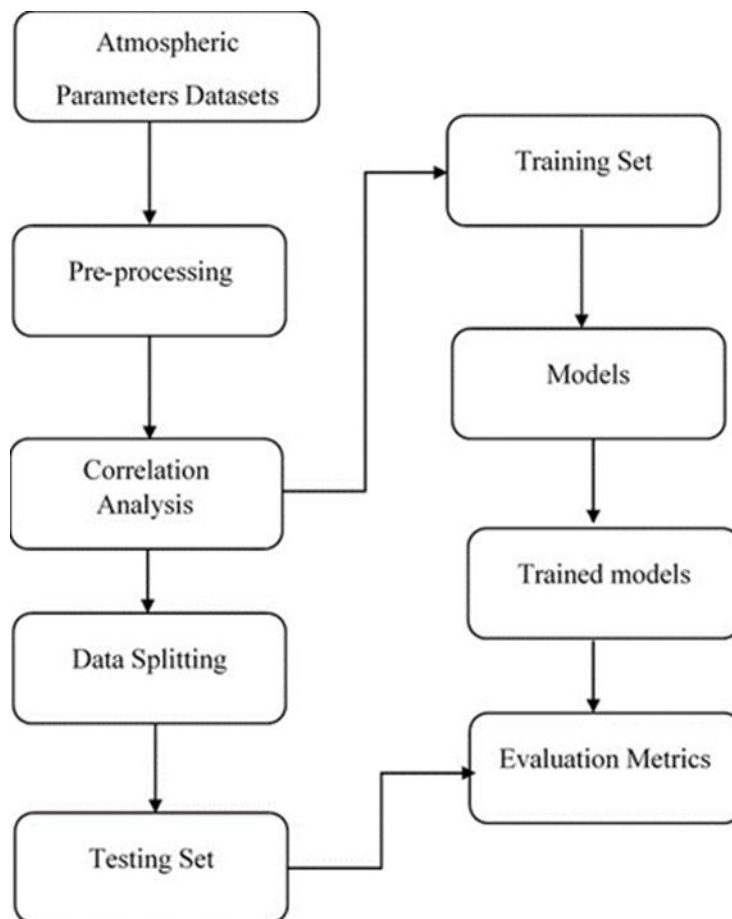 Atmospheric
Parameters Datasets
Pre-processing
Correlation
Analysis
Data Splitting
Testing Set
Training Set
Models
Trained models
Evaluation Metrics